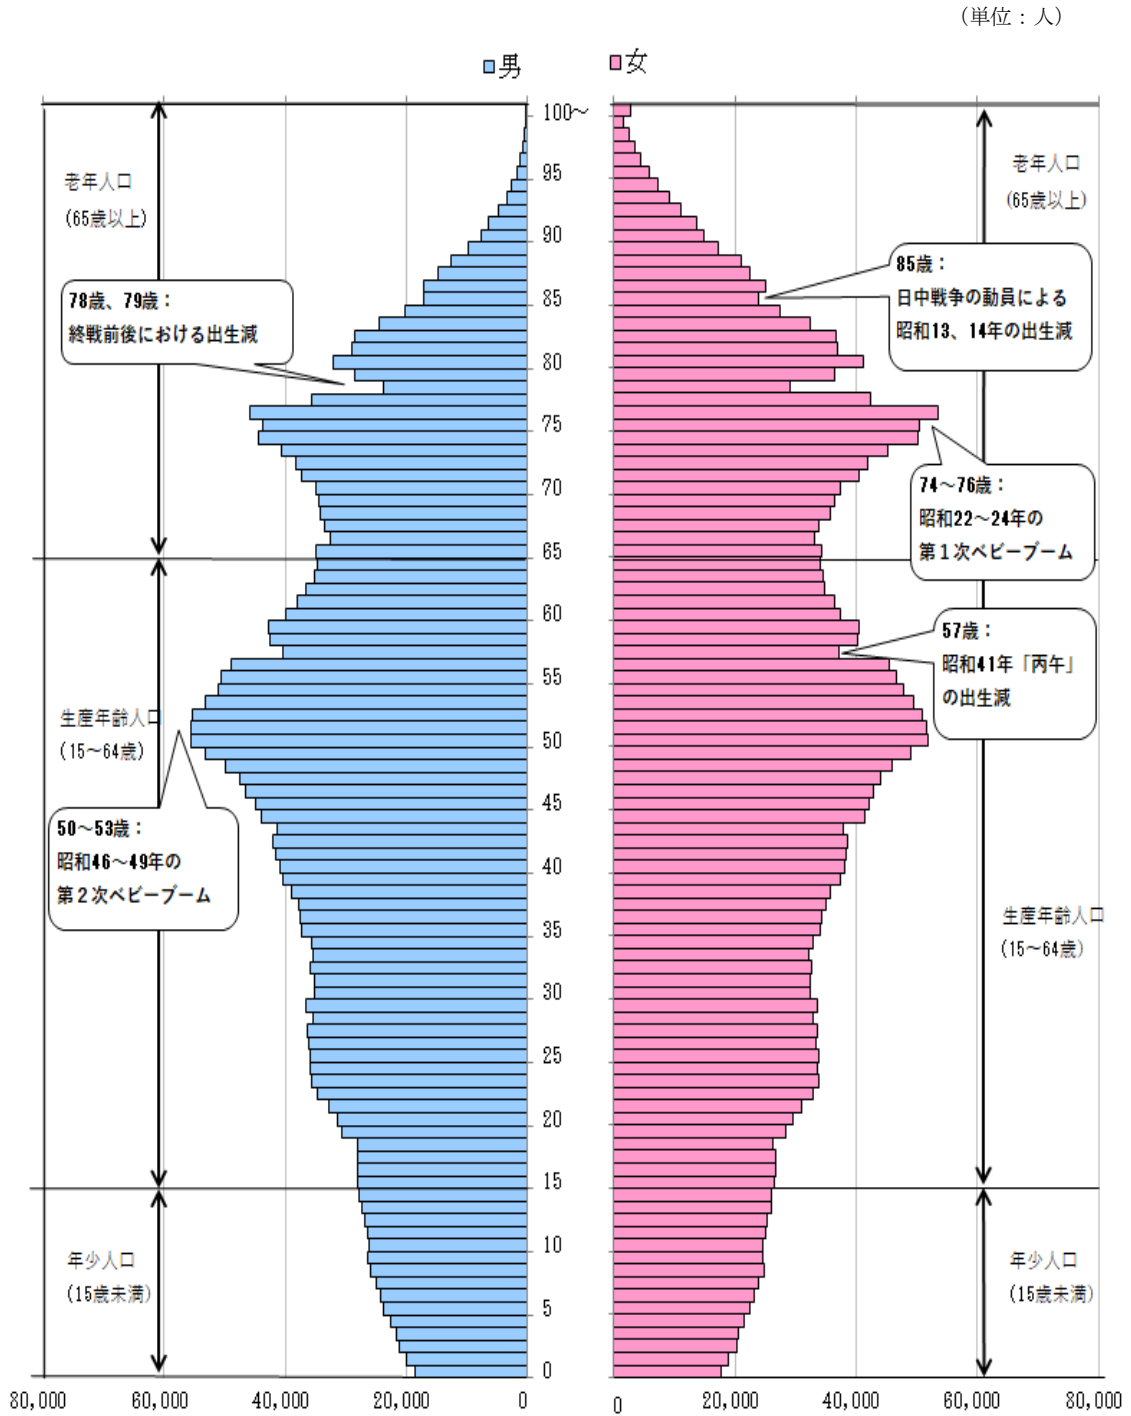 （単位：人）
男
女
100～
95
90
85
80
75
70
65
60
55
50
45
40
35
30
25
20
15
10
5
0
老年人口
(65歳以上)
78歳、79歳：
終戦前後における出生減
生産年齢人口
(15～64歳)
50～53歳：
昭和46～49年の
第２次ベビーブーム
年少人口
(15歳未満)
老年人口
(65歳以上)
85歳：
日中戦争の動員による
昭和13、14年の出生減
74～76歳：
昭和22～24年の
第１次ベビーブーム
57歳：
昭和41年「丙午」
の出生減
生産年齢人口
(15～64歳)
年少人口
(15歳未満)
80,000 60,000 40,000 20,000 0
0 20,000 40,000 60,000 80,000